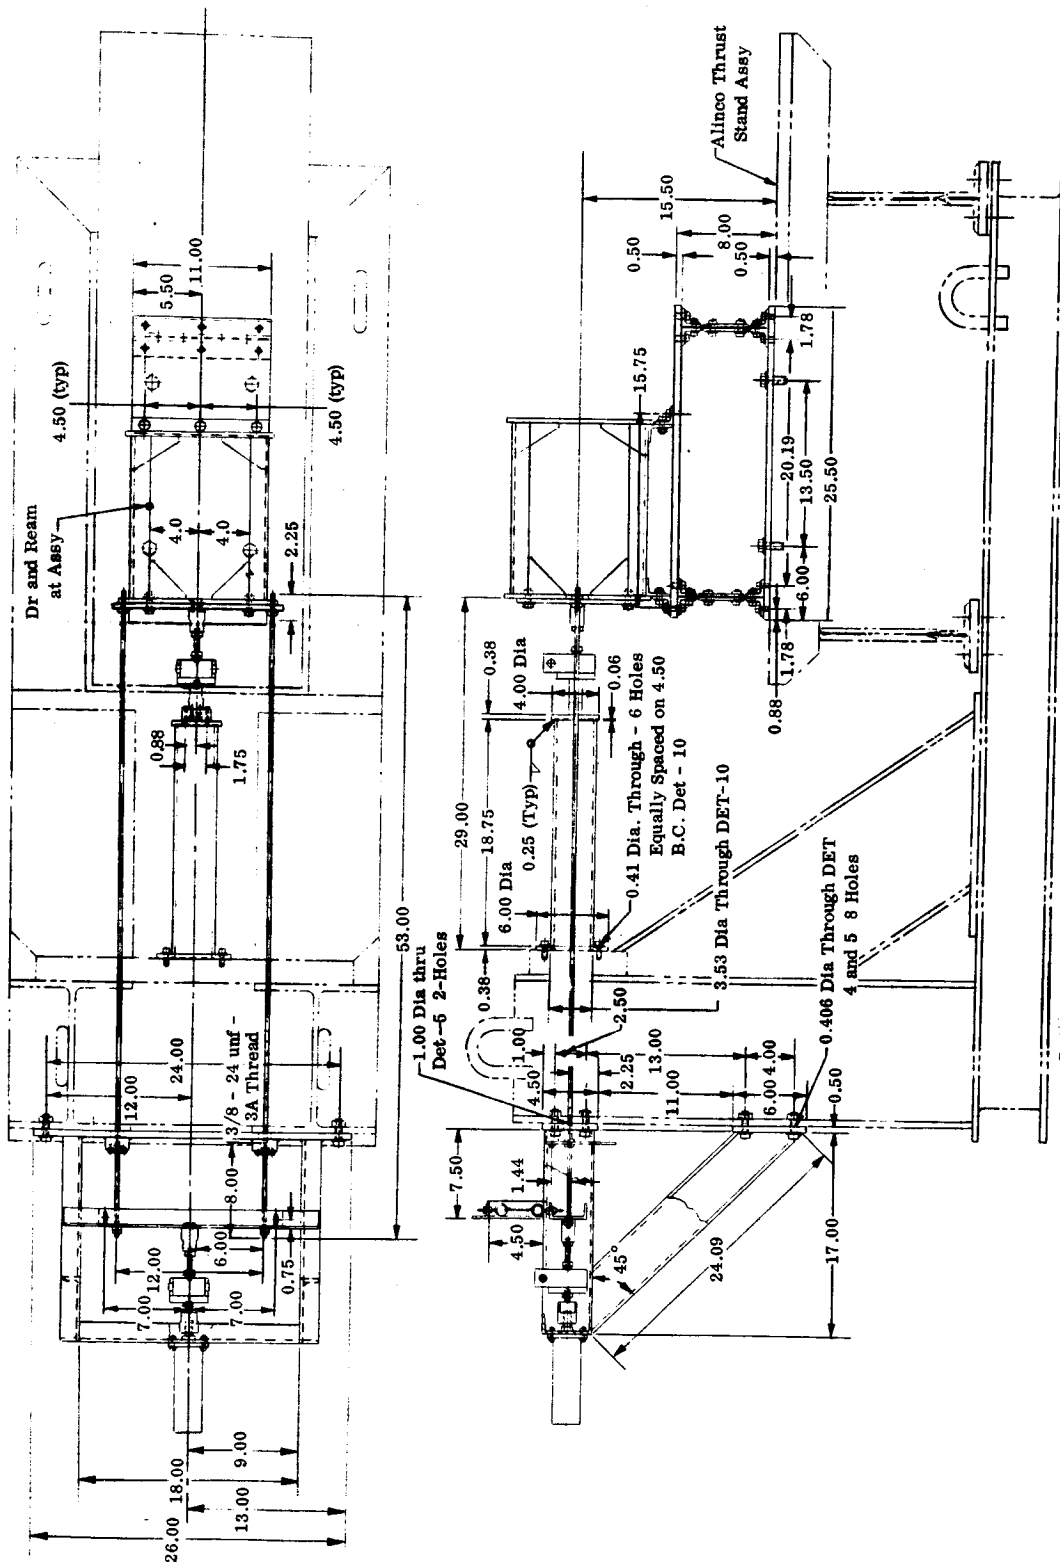 4.50 (typ)
5.50
11.00
4.50 (typ)
Dr and Ream
at Assy
4.0
4.0
2.25
0.88
1.75
53.00
24.00
12.00
3/8 - 24 unf -
3A Thread
8.00
6.00
12.00
0.75
7.00
7.00
9.00
18.00
13.00
26.00
Alinco Thrust
Stand Assy
15.50
0.50
8.00
0.50
15.75
1.78
20.19
13.50
25.50
6.00
1.78
0.88
29.00
0.38
4.00 Dia
0.06
18.75
0.25 (Typ)
6.00 Dia
0.41 Dia. Through - 6 Holes
Equally Spaced on 4.50
B.C. Det - 10
3.53 Dia Through DET-10
0.38
1.00 Dia thru
Det-5 2-Holes
2.50
1.00
4.50
2.25
13.00
11.00
4.00
6.00
0.50
0.406 Dia Through DET
4 and 5 8 Holes
7.50
1.44
4.50
45°
24.09
17.00